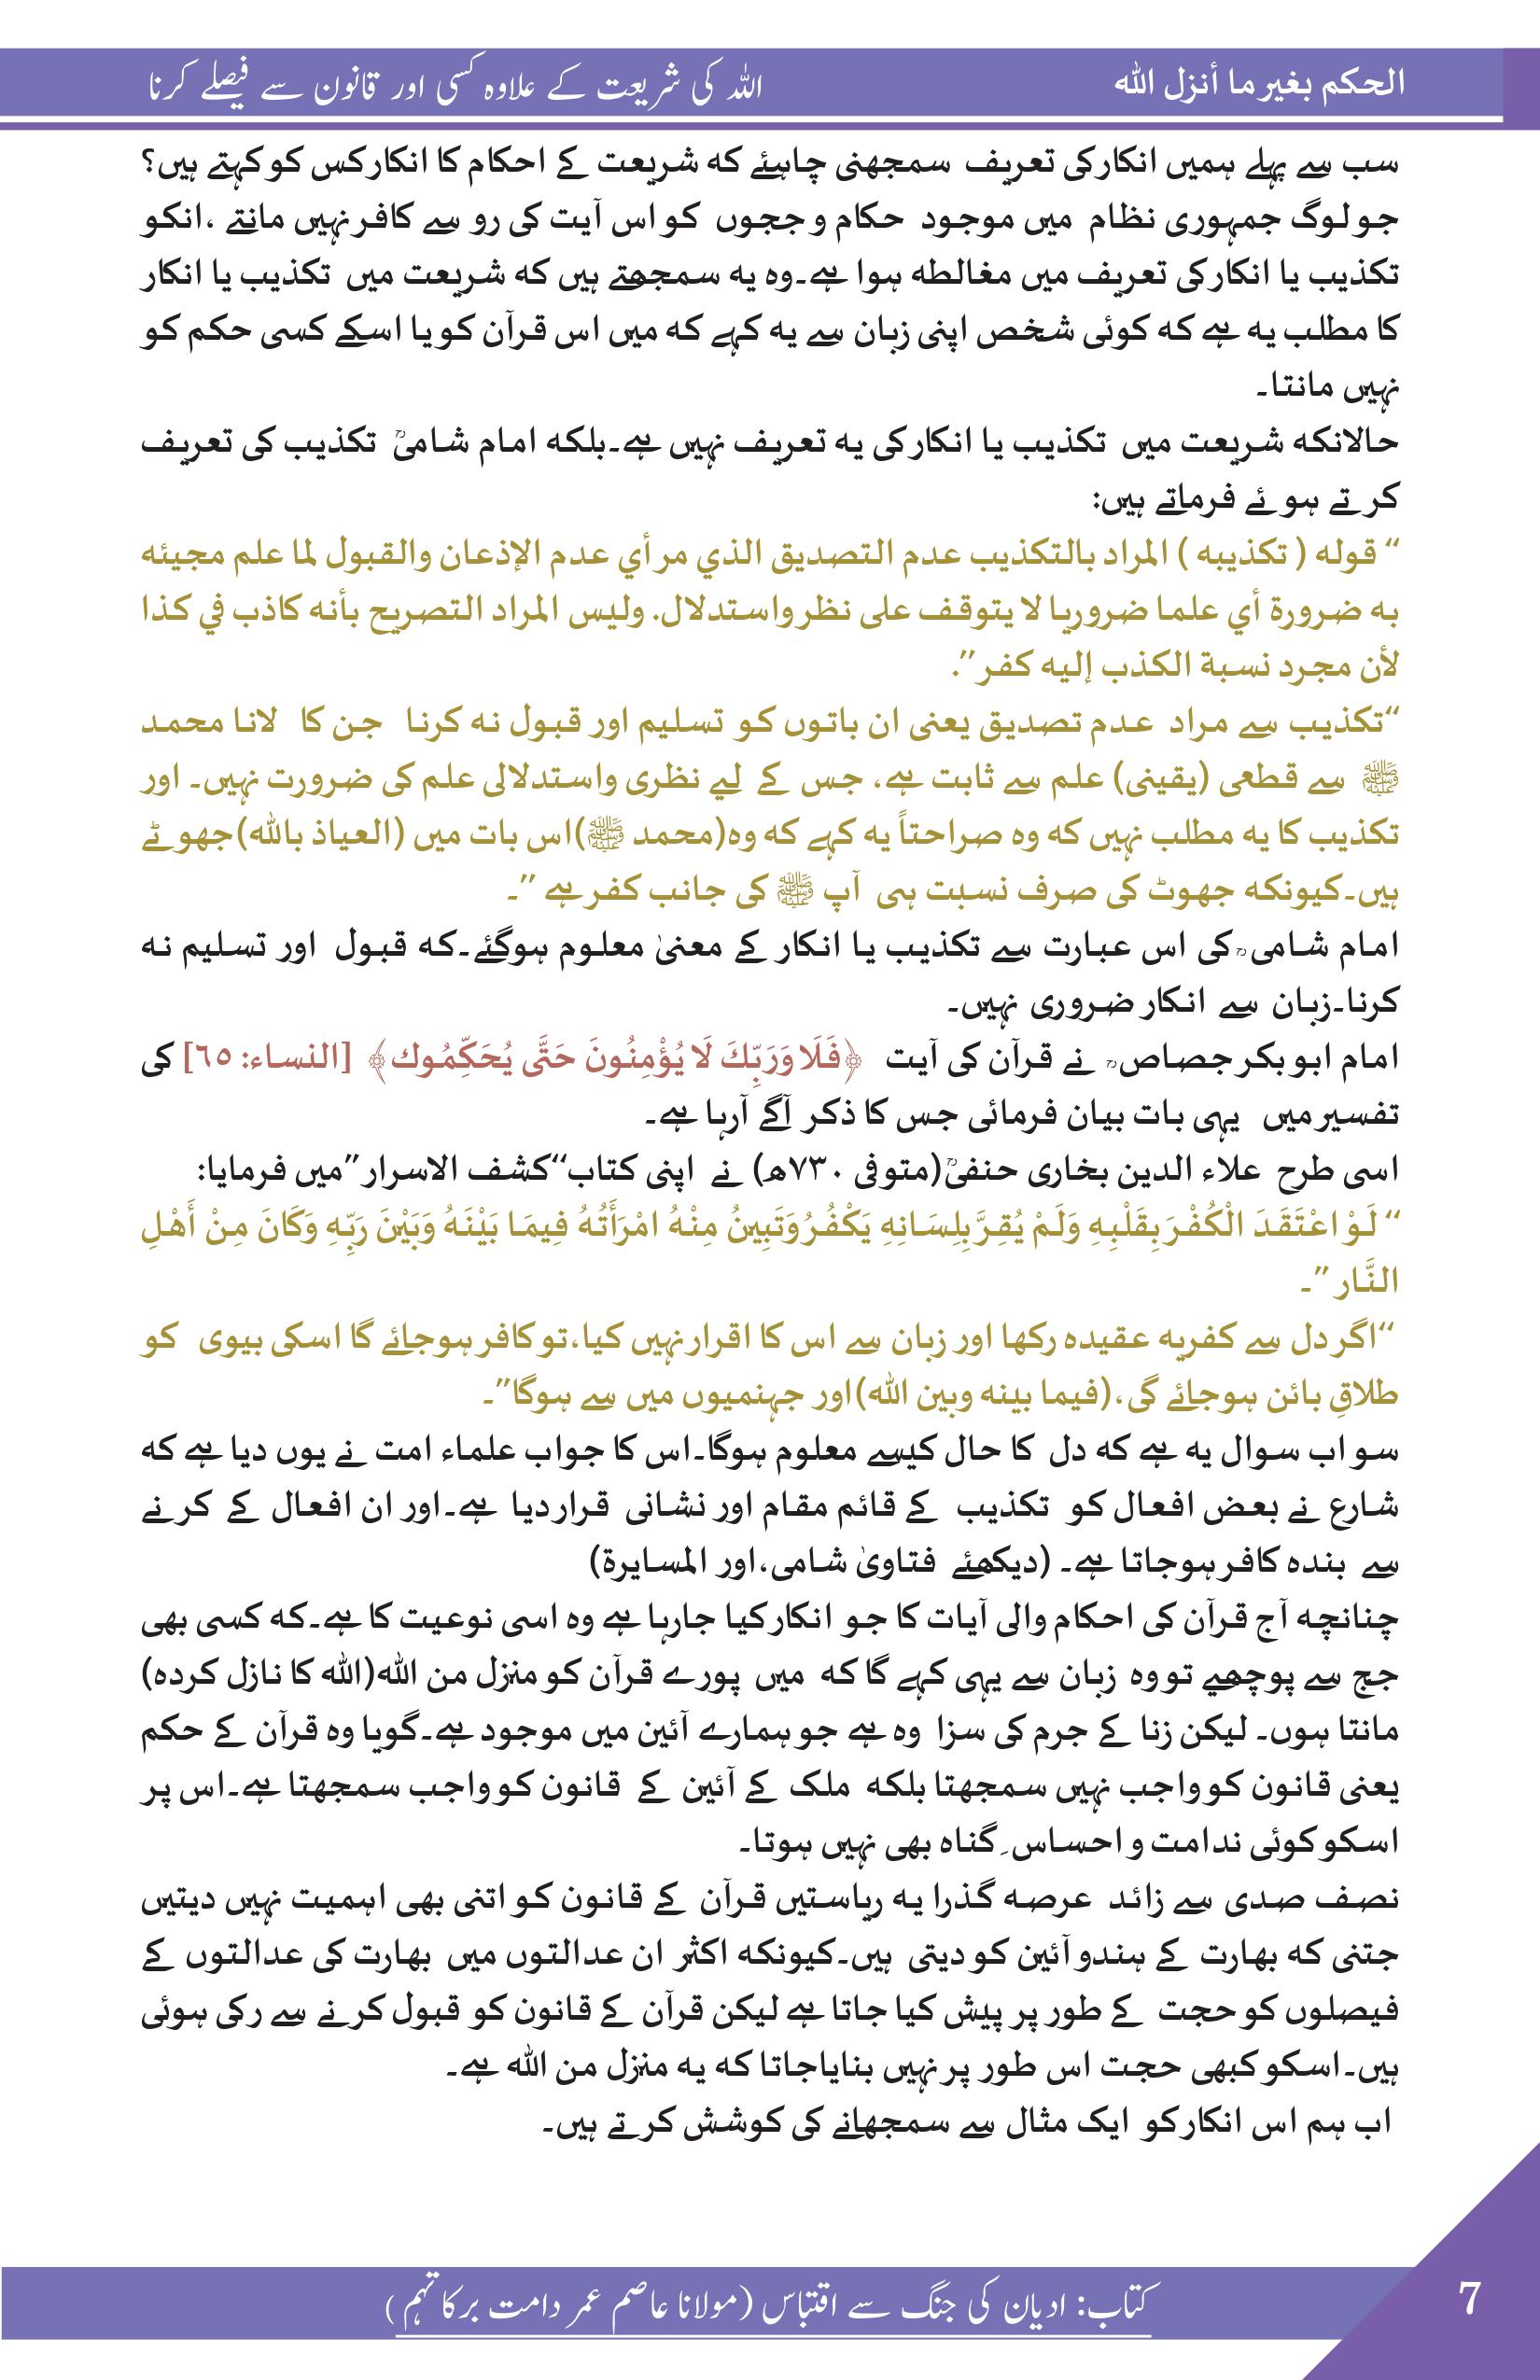 الحكم بغير ما أنزل الله
اللہ کی شریعت کے علاوہ کسی اور قانون سے فیصلے کرنا
سب سے پہلے ہمیں انکارکی تعریف سمجھنی چاہیئے کہ شریعت کے احکام کا انکارکس کو کہتے ہیں؟
جو لوگ جمہوری نظام میں موجود حکام و ججوں کو اس آیت کی رو سے کافر نہیں مانتے ،انکو
تکذیب یا انکارکی تعریف میں مغالطہ ہوا ہے۔وہ یہ سمجھتے ہیں کہ شریعت میں تکذیب یا انکار
کا مطلب یہ ہے کہ کوئی شخص اپنی زبان سے یہ کہے کہ میں اس قرآن کو یا اسکے کسی حکم کو
نہیں مانتا۔
حالانکہ شریعت میں تکذیب یا انکارکی یہ تعریف نہیں ہے۔بلکہ امام شامیؒ تکذیب کی تعریف
کرتے ہوئے فرماتے ہیں:
“ قوله ( تكذيبه ) المراد بالتكذيب عدم التصديق الذي مر أي عدم الإذعان والقبول لما علم مجيئه
به ضرورة أي علما ضروريا لا يتوقف على نظر واستدلال. وليس المراد التصريح بأنه كاذب في كذا
لأن مجرد نسبة الكذب إليه كفر”.
“تکذیب سے مراد عدم تصدیق یعنی ان باتوں کو تسلیم اور قبول نہ کرنا جن کا لانا محمد
ﷺ سے قطعی (یقینی) علم سے ثابت ہے، جس کے لیے نظری واستدلالی علم کی ضرورت نہیں۔ اور
تکذیب کا یہ مطلب نہیں کہ وہ صراحتاً یہ کہے کہ وہ(محمد ﷺ)اس بات میں (العیاذ باللہ)جھوٹے
ہیں۔کیونکہ جھوٹ کی صرف نسبت ہی آپ ﷺ کی جانب کفر ہے ”۔
امام شامی ؒ کی اس عبارت سے تکذیب یا انکار کے معنیٰ معلوم ہوگئے۔کہ قبول اور تسلیم نہ
کرنا۔زبان سے انکار ضروری نہیں۔
امام ابو بکر جصاص ؒ نے قرآن کی آیت ﴿فَلَا وَرَبِّكَ لَا يُؤْمِنُونَ حَتَّى يُحَكِّمُوك﴾ [النساء: ٦٥] کی
تفسیر میں یہی بات بیان فرمائی جس کا ذکر آگے آرہا ہے۔
اسی طرح علاء الدین بخاری حنفیؒ(متوفی ٧٣٠ھ) نے اپنی کتاب“کشف الاسرار”میں فرمایا:
“ لَوْ اعْتَقَدَ الْكُفْرَ بِقَلْبِهِ وَلَمْ يُقِرَّ بِلِسَانِهِ يَكْفُرُ وَتَبِينُ مِنْهُ امْرَأَتُهُ فِيمَا بَيْنَهُ وَبَيْنَ رَبِّهِ وَكَانَ مِنْ أَهْلِ
النَّار ”۔
“اگر دل سے کفریہ عقیدہ رکھا اور زبان سے اس کا اقرار نہیں کیا،تو کافر ہوجائے گا اسکی بیوی کو
طلاقِ بائن ہوجائے گی،(فیما بینہ وبین اللہ)اور جہنمیوں میں سے ہوگا”۔
سو اب سوال یہ ہے کہ دل کا حال کیسے معلوم ہوگا۔اس کا جواب علماء امت نے یوں دیا ہے کہ
شارع نے بعض افعال کو تکذیب کے قائم مقام اور نشانی قرار دیا ہے۔اور ان افعال کے کرنے
سے بندہ کافر ہوجاتا ہے۔ (دیکھئے فتاویٰ شامی،اور المسایرة)
چنانچہ آج قرآن کی احکام والی آیات کا جو انکارکیا جارہا ہے وہ اسی نوعیت کا ہے۔کہ کسی بھی
جج سے پوچھیے تو وہ زبان سے یہی کہے گا کہ میں پورے قرآن کو منزل من اللہ(اللہ کا نازل کردہ)
مانتا ہوں۔ لیکن زنا کے جرم کی سزا وہ ہے جو ہمارے آئین میں موجود ہے۔گویا وہ قرآن کے حکم
یعنی قانون کو واجب نہیں سمجھتا بلکہ ملک کے آئین کے قانون کو واجب سمجھتا ہے۔اس پر
اسکو کوئی ندامت و احساس ِ گناہ بھی نہیں ہوتا۔
نصف صدی سے زائد عرصہ گذرا یہ ریاستیں قرآن کے قانون کو اتنی بھی اہمیت نہیں دیتیں
جتنی کہ بھارت کے ہندو آئین کو دیتی ہیں۔کیونکہ اکثر ان عدالتوں میں بھارت کی عدالتوں کے
فیصلوں کو حجت کے طور پر پیش کیا جاتا ہے لیکن قرآن کے قانون کو قبول کرنے سے رکی ہوئی
ہیں۔اسکو کبھی حجت اس طور پر نہیں بنایاجاتا کہ یہ منزل من اللہ ہے۔
اب ہم اس انکارکو ایک مثال سے سمجھانے کی کوشش کرتے ہیں۔
کتاب: ادیان کی جنگ سے اقتباس (مولانا عاصم عمر دامت برکاتہم)
7